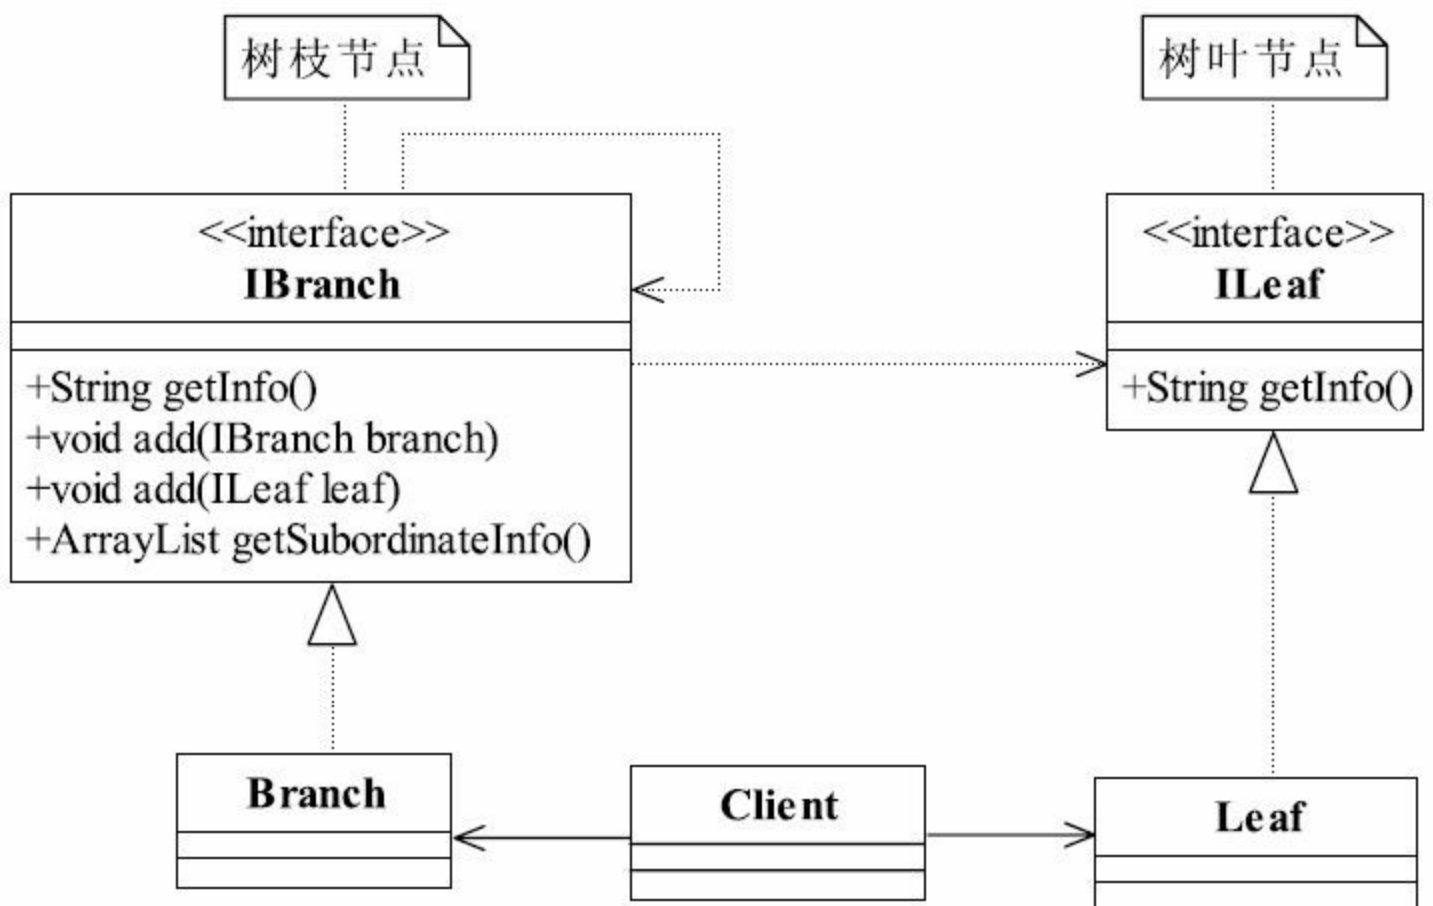 树枝节点
树叶节点
<<interface>>
IBranch
+String getInfo()
+void add(IBranch branch)
+void add(ILeaf leaf)
+ArrayList getSubordinateInfo()
<<interface>>
ILeaf
+String getInfo()
Branch
Client
Leaf